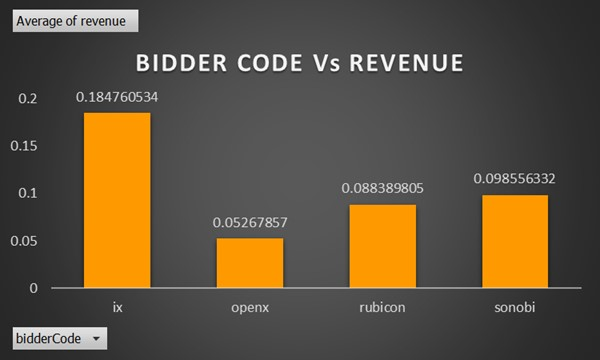 Average of revenue
BIDDER CODE Vs REVENUE
0.2
0.15
0.1
0.05
0
0.184760534
0.05267857
0.088389805
0.098556332
ix
openx
rubicon
sonobi
bidderCode